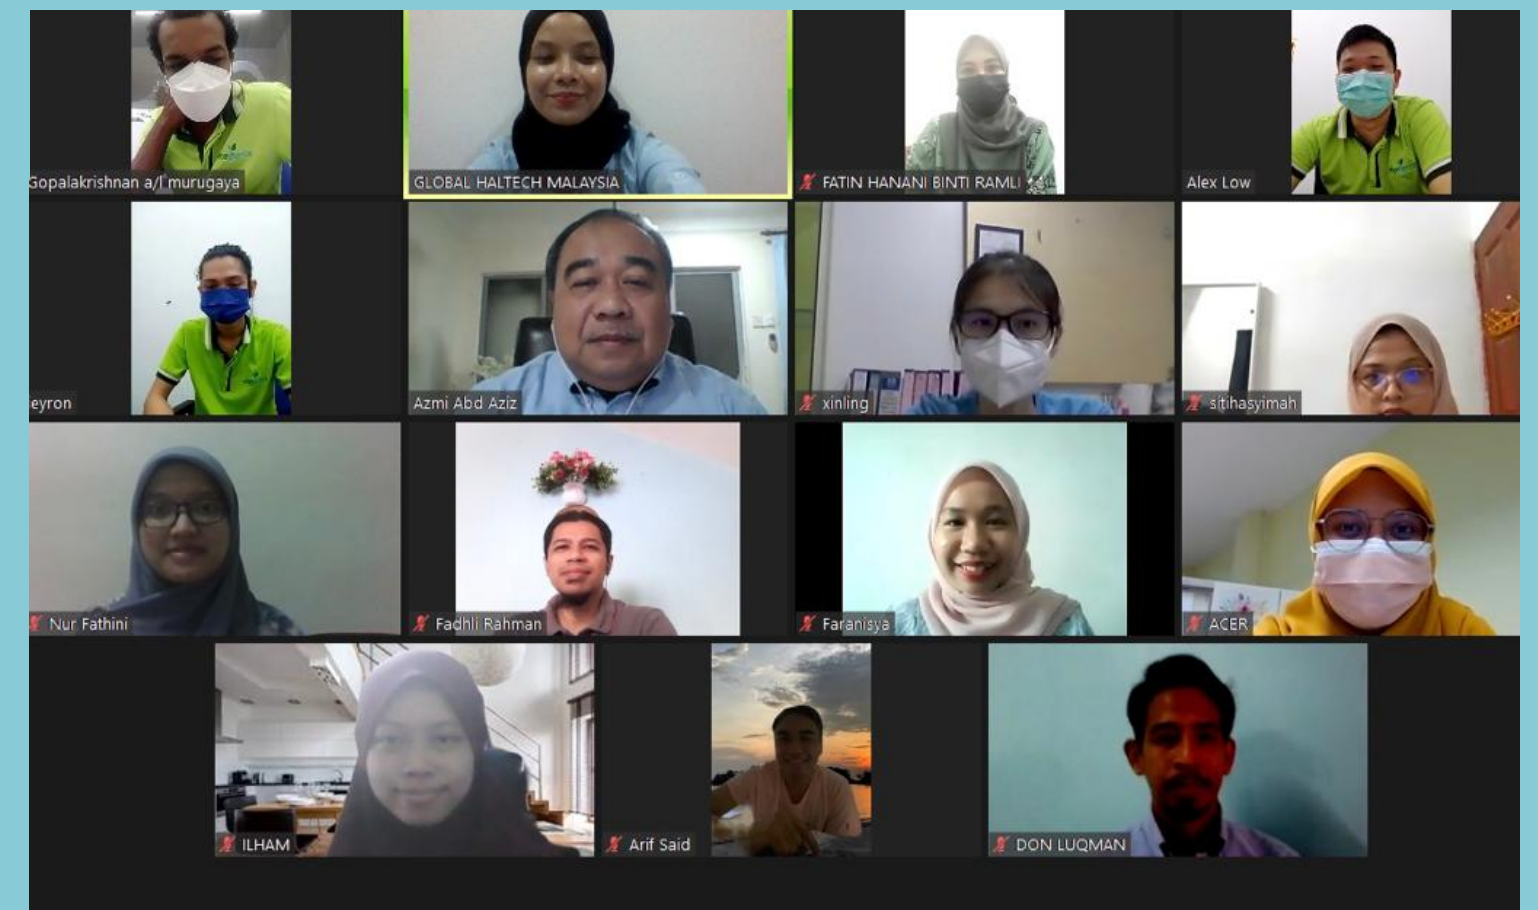 Gopalakrishnan a/l murugaya
GLOBAL HALTECH MALAYSIA
FATIN HANANI BINTI RAMLI
Alex Low
eyron
Azmi Abd Aziz
xinling
sitihasyimah
Nur Fathini
Fadhli Rahman
Faranisya
ACER
ILHAM
Arif Said
DON LUQMAN